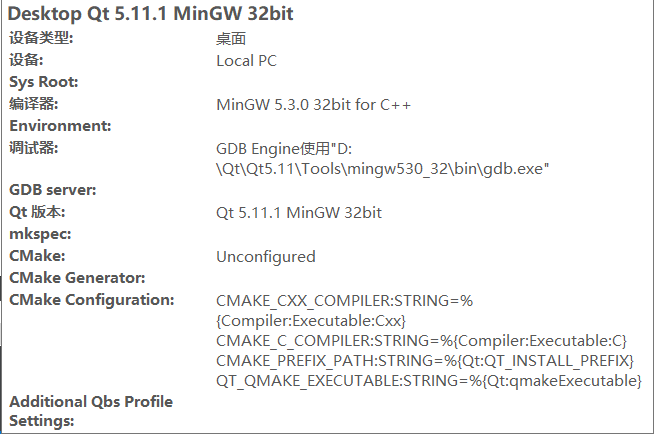 Desktop Qt 5.11.1 MinGW 32bit
设备类型: 桌面
设备: Local PC
Sys Root:
编译器: MinGW 5.3.0 32bit for C++
Environment:
调试器: GDB Engine使用"D:
\Qt\Qt5.11\Tools\mingw530_32\bin\gdb.exe"
GDB server:
Qt 版本: Qt 5.11.1 MinGW 32bit
mkspec:
CMake: Unconfigured
CMake Generator:
CMake Configuration: CMAKE_CXX_COMPILER:STRING=%
{Compiler:Executable:Cxx}
CMAKE_C_COMPILER:STRING=%{Compiler:Executable:C}
CMAKE_PREFIX_PATH:STRING=%{Qt:QT_INSTALL_PREFIX}
QT_QMAKE_EXECUTABLE:STRING=%{Qt:qmakeExecutable}
Additional Qbs Profile
Settings: